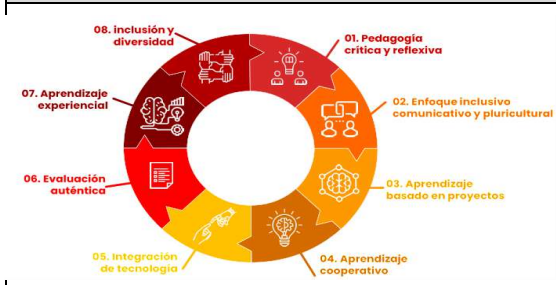 01. Pedagogía
crítica y reflexiva
02. Enfoque inclusivo
comunicativo y pluricultural
03. Aprendizaje
basado en proyectos
04. Aprendizaje
cooperativo
05. Integración
de tecnología
06. Evaluación
auténtica
07. Aprendizaje
experiencial
08. inclusión y
diversidad